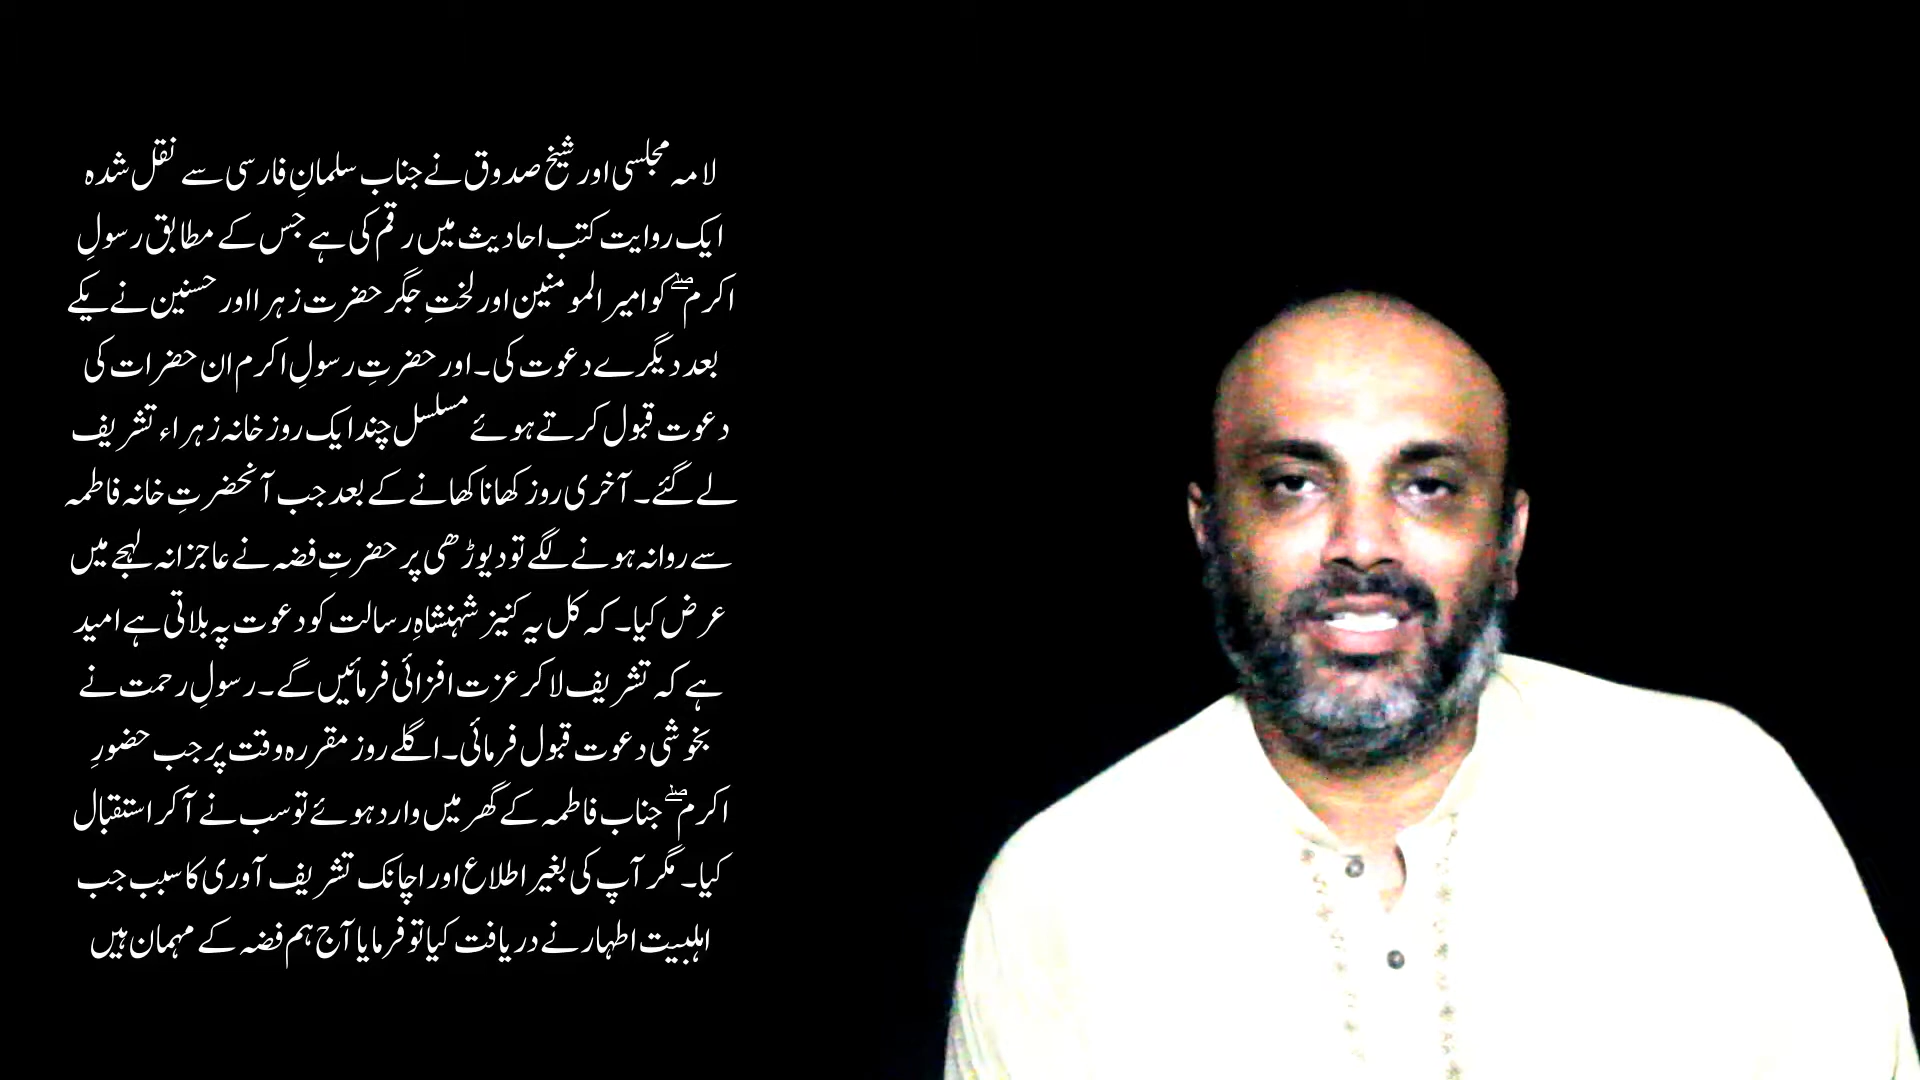 لامہ مجلسی اور شیخ صدوق نے جناب سلمانِ فارسی سے نقل شدہ
ایک روایت کتب احادیث میں رقم کی ہے جس کے مطابق رسولِ
اکرم ؐ کو امیر المومنین اور لختِ جگر حضرت زہرا اور حسنین نے یکے
بعد دیگرے دعوت کی۔ اور حضرتِ رسولِ اکرم ان حضرات کی
دعوت قبول کرتے ہوئے مسلسل چند ایک روز خانہ زہراء تشریف
لے گئے۔ آخری روز کھانا کھانے کے بعد جب آنحضرتِ خانہ فاطمہ
سے روانہ ہونے لگے تو دیوڑھی پر حضرتِ فضہ نے عاجزانہ لہجے میں
عرض کیا۔ کہ کل یہ کنیز شہنشاہِ رسالت کو دعوت پہ بلاتی ہے امید
ہے کہ تشریف لا کر عزت افزائی فرمائیں گے۔ رسولِ رحمت نے
بخوشی دعوت قبول فرمائی۔ اگلے روز مقررہ وقت پر جب حضورِ
اکرم ؐ جناب فاطمہ کے گھر میں وارد ہوئے تو سب نے آکر استقبال
کیا۔ مگر آپ کی بغیر اطلاع اور اچانک تشریف آوری کا سبب جب
اہلبیت اطہار نے دریافت کیا تو فرمایا آج ہم فضہ کے مہمان ہیں